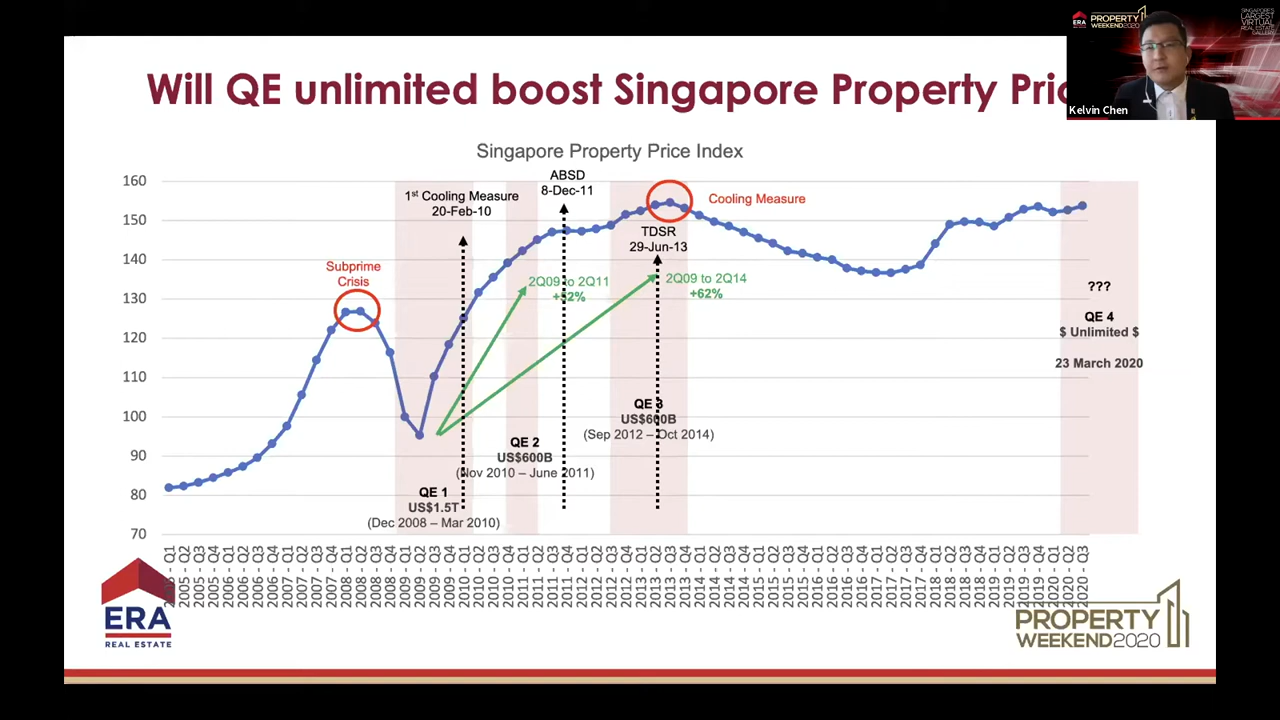 Will QE unlimited boost Singapore Property Pric
ERA
PROPERTY
WEEKEND2020
SINGAPORE'S
LARGEST
VIRTUAL
REAL ESTATE
GALLERY
Kelvin Chen
Singapore Property Price Index
160
150
140
130
120
110
100
90
80
70
1st Cooling Measure
20-Feb-10
ABSD
8-Dec-11
Cooling Measure
TDSR
29-Jun-13
Subprime
Crisis
2Q09 to 2Q11
+52%
2Q09 to 2Q14
+62%
???
QE 4
$ Unlimited $
23 March 2020
QE 3
US$600B
(Sep 2012 – Oct 2014)
QE 2
US$600B
(Nov 2010 – June 2011)
QE 1
US$1.5T
(Dec 2008 – Mar 2010)
2005 - Q1
2005 - Q2
2005 - Q3
2005 - Q4
2006 - Q1
2006 - Q2
2006 - Q3
2006 - Q4
2007 - Q1
2007 - Q2
2007 - Q3
2007 - Q4
2008 - Q1
2008 - Q2
2008 - Q3
2008 - Q4
2009 - Q1
2009 - Q2
2009 - Q3
2009 - Q4
2010 - Q1
2010 - Q2
2010 - Q3
2010 - Q4
2011 - Q1
2011 - Q2
2011 - Q3
2011 - Q4
2012 - Q1
2012 - Q2
2012 - Q3
2012 - Q4
2013 - Q1
2013 - Q2
2013 - Q3
2013 - Q4
2014 - Q1
2014 - Q2
2014 - Q3
2014 - Q4
2015 - Q1
2015 - Q2
2015 - Q3
2015 - Q4
2016 - Q1
2016 - Q2
2016 - Q3
2016 - Q4
2017 - Q1
2017 - Q2
2017 - Q3
2017 - Q4
2018 - Q1
2018 - Q2
2018 - Q3
2018 - Q4
2019 - Q1
2019 - Q2
2019 - Q3
2019 - Q4
2020 - Q1
2020 - Q2
2020 - Q3
ERA
REAL ESTATE
PROPERTY
WEEKEND2020